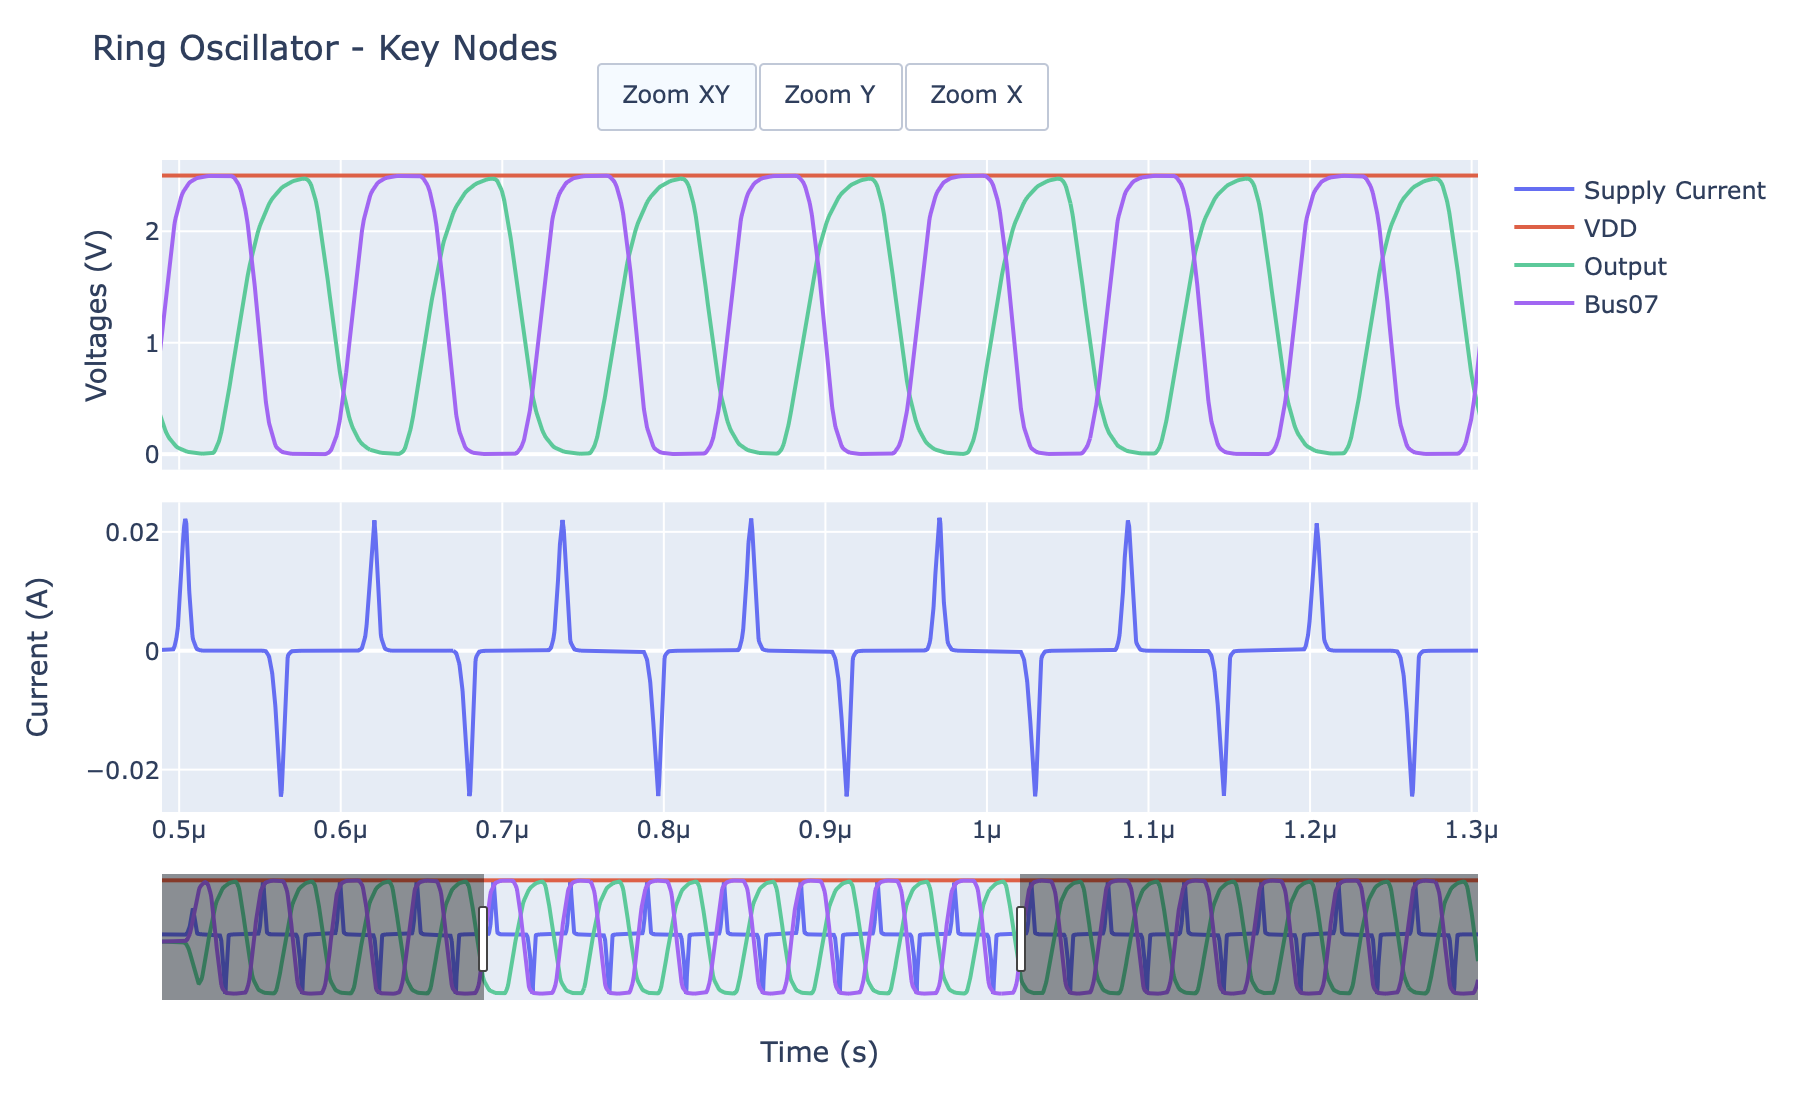 Ring Oscillator - Key Nodes
Zoom XY
Zoom Y
Zoom X
Supply Current
VDD
Output
Bus07
Voltages (V)
2
1
0
Current (A)
0.02
0
−0.02
0.5μ
0.6μ
0.7μ
0.8μ
0.9μ
1μ
1.1μ
1.2μ
1.3μ
Time (s)